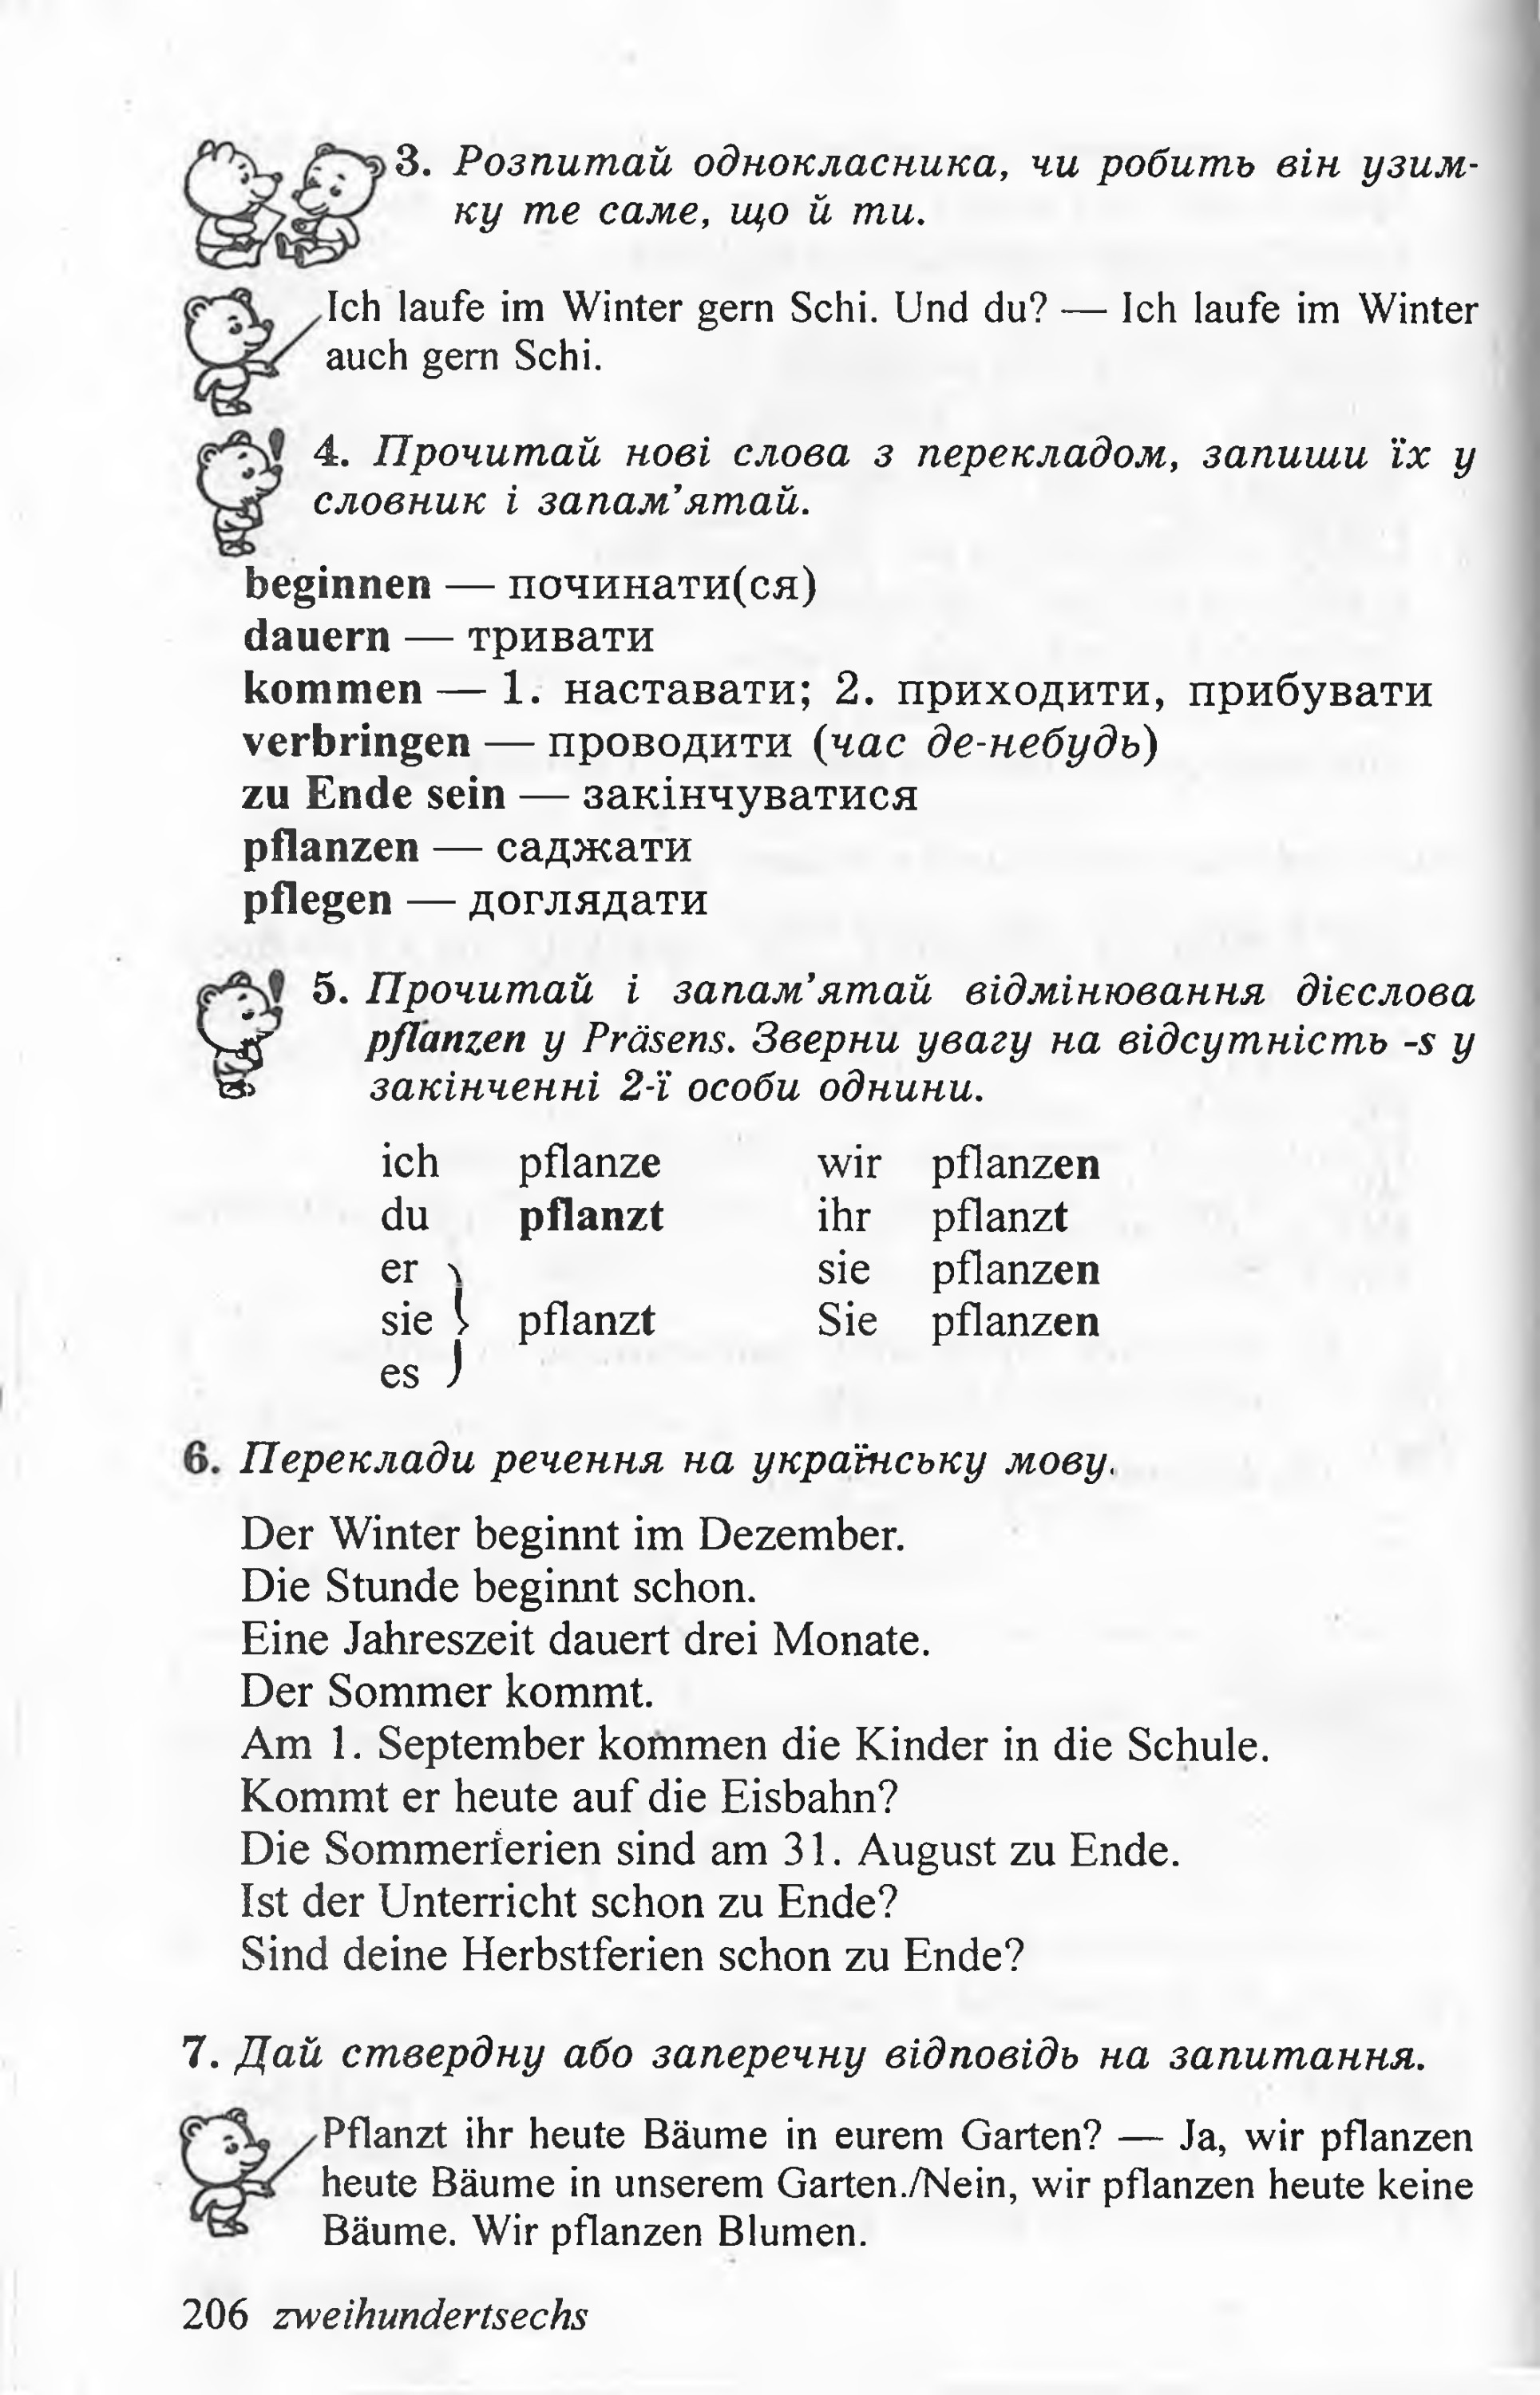 3. Розпитай однокласника, чи робить він узим-
ку те саме, що й ти.
Ich laufe im Winter gern Schi. Und du? — Ich laufe im Winter
auch gern Schi.
4. Прочитай нові слова з перекладом, запиши їх у
словник і запам’ятай.
beginnen — починати(ся)
dauern — тривати
kommen — 1. наставати; 2. приходити, прибувати
verbringen — проводити (час де-небудь)
zu Ende sein — закінчуватися
pflanzen — саджати
pflegen — доглядати
5. Прочитай і запам’ятай відмінювання дієслова
pflanzen у Präsens. Зверни увагу на відсутність -s у
закінченні 2-ї особи однини.
ich pflanze wir pflanzen
du pflanzt ihr pflanzt
er sie pflanzen
sie } pflanzt Sie pflanzen
es
6. Переклади речення на українську мову.
Der Winter beginnt im Dezember.
Die Stunde beginnt schon.
Eine Jahreszeit dauert drei Monate.
Der Sommer kommt.
Am 1. September kommen die Kinder in die Schule.
Kommt er heute auf die Eisbahn?
Die Sommerferien sind am 31. August zu Ende.
Ist der Unterricht schon zu Ende?
Sind deine Herbstferien schon zu Ende?
7. Дай ствердну або заперечну відповідь на запитання.
Pflanzt ihr heute Bäume in eurem Garten? — Ja, wir pflanzen
heute Bäume in unserem Garten./Nein, wir pflanzen heute keine
Bäume. Wir pflanzen Blumen.
206 zweihundertsechs